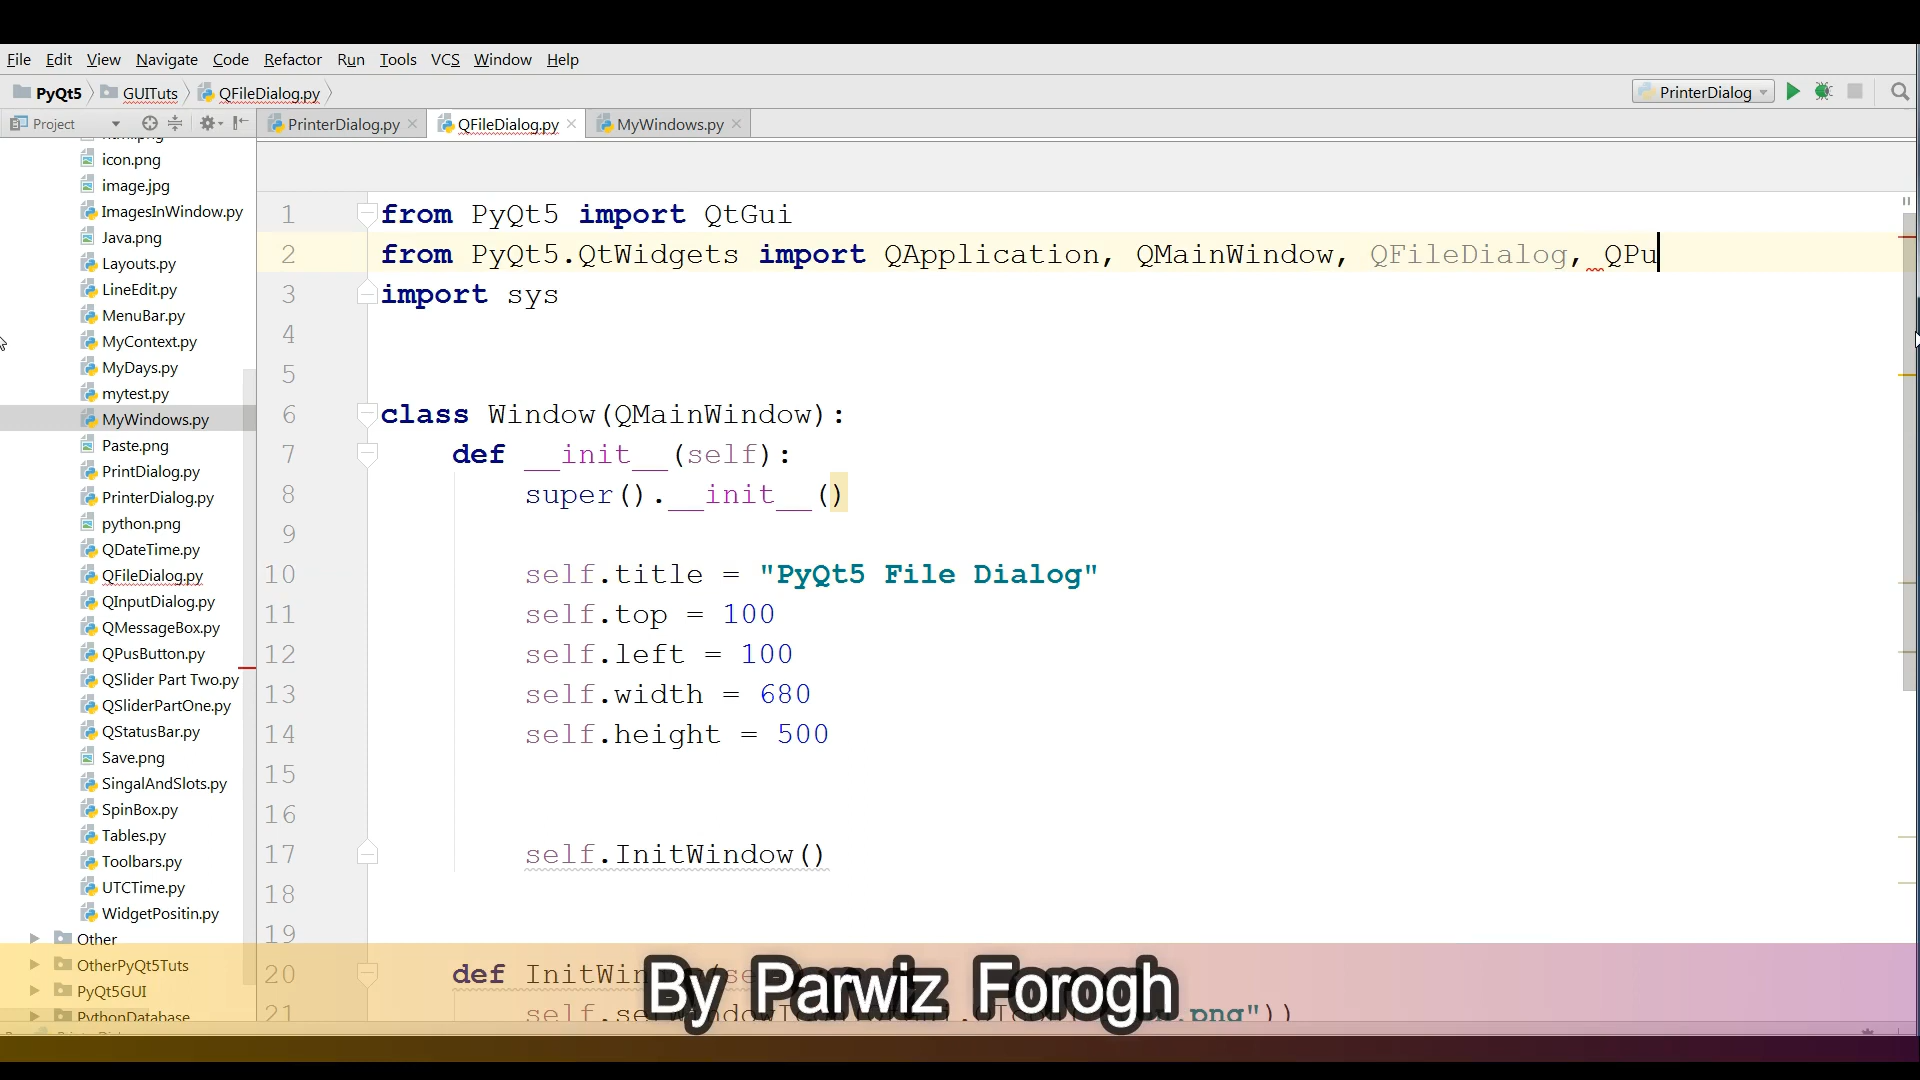 File Edit View Navigate Code Refactor Run Tools VCS Window Help
PyQt5 GUITuts QFileDialog.py PrinterDialog
Project PrinterDialog.py QFileDialog.py MyWindows.py
icon.png
image.jpg
ImagesInWindow.py
Java.png
Layouts.py
LineEdit.py
MenuBar.py
MyContext.py
MyDays.py
mytest.py
MyWindows.py
Paste.png
PrintDialog.py
PrinterDialog.py
python.png
QDateTime.py
QFileDialog.py
QInputDialog.py
QMessageBox.py
QPusButton.py
QSlider Part Two.py
QSliderPartOne.py
QStatusBar.py
Save.png
SingalAndSlots.py
SpinBox.py
Tables.py
Toolbars.py
UTCTime.py
WidgetPositin.py
Other
OtherPyQt5Tuts
PyQt5GUI
PythonDatabase
1 from PyQt5 import QtGui
2 from PyQt5.QtWidgets import QApplication, QMainWindow, QFileDialog, QPu
3 import sys
4
5
6 class Window(QMainWindow):
7 def __init__(self):
8 super().__init__()
9
10 self.title = "PyQt5 File Dialog"
11 self.top = 100
12 self.left = 100
13 self.width = 680
14 self.height = 500
15
16
17 self.InitWindow()
18
19
20 def InitWin
21 .png"))
By Parwiz Forogh